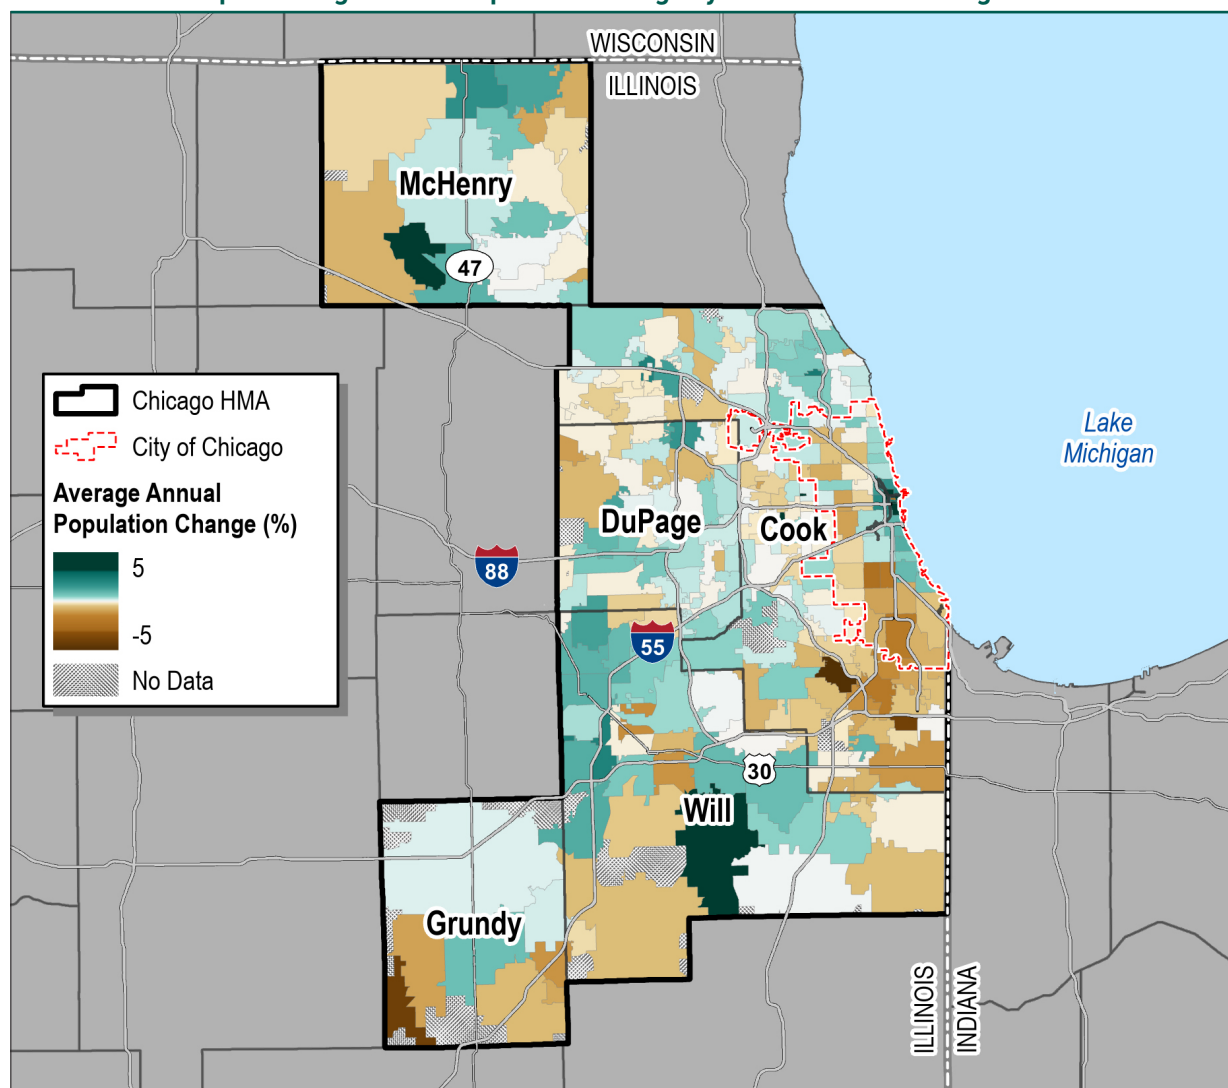 WISCONSIN
ILLINOIS
McHenry
47
Chicago HMA
City of Chicago
Average Annual
Population Change (%)
5
-5
No Data
Lake
Michigan
DuPage
Cook
88
55
30
Will
Grundy
ILLINOIS
INDIANA